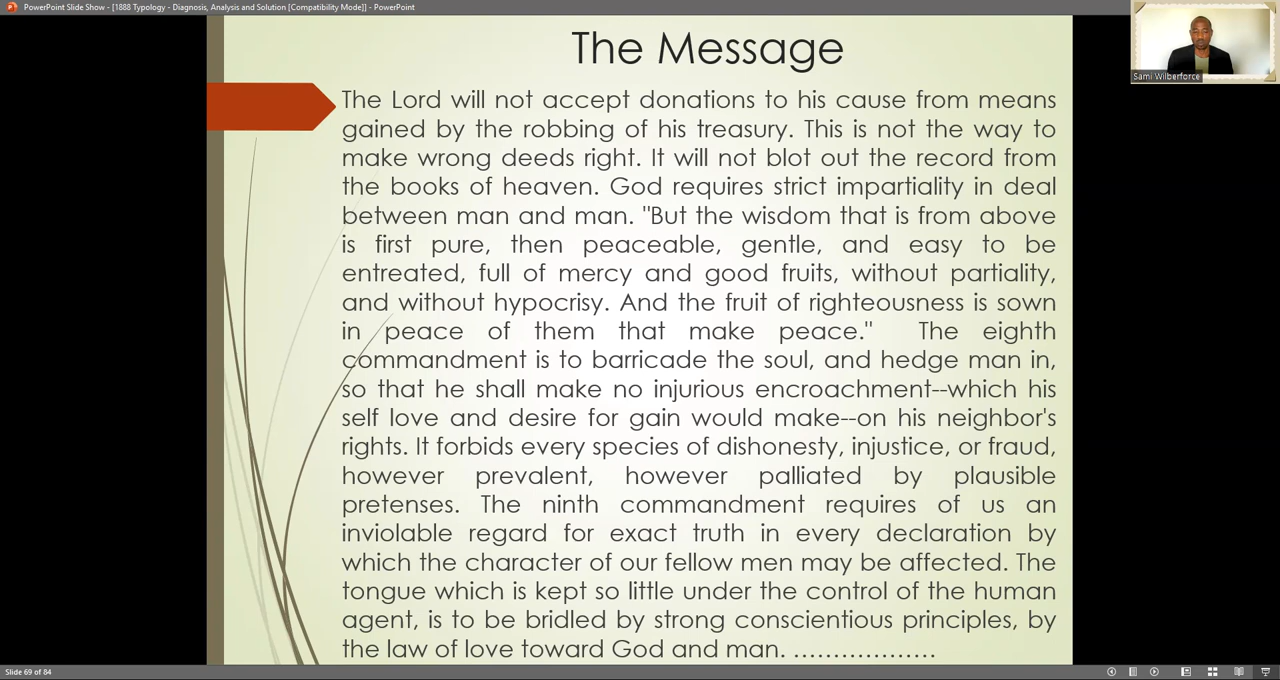 PowerPoint Slide Show - [1888 Typology - Diagnosis, Analysis and Solution [Compatibility Mode]] - PowerPoint
Sami Wilberforce
The Message
The Lord will not accept donations to his cause from means
gained by the robbing of his treasury. This is not the way to
make wrong deeds right. It will not blot out the record from
the books of heaven. God requires strict impartiality in deal
between man and man. "But the wisdom that is from above
is first pure, then peaceable, gentle, and easy to be
entreated, full of mercy and good fruits, without partiality,
and without hypocrisy. And the fruit of righteousness is sown
in peace of them that make peace." The eighth
commandment is to barricade the soul, and hedge man in,
so that he shall make no injurious encroachment--which his
self love and desire for gain would make--on his neighbor's
rights. It forbids every species of dishonesty, injustice, or fraud,
however prevalent, however palliated by plausible
pretenses. The ninth commandment requires of us an
inviolable regard for exact truth in every declaration by
which the character of our fellow men may be affected. The
tongue which is kept so little under the control of the human
agent, is to be bridled by strong conscientious principles, by
the law of love toward God and man. ………………
Slide 69 of 84